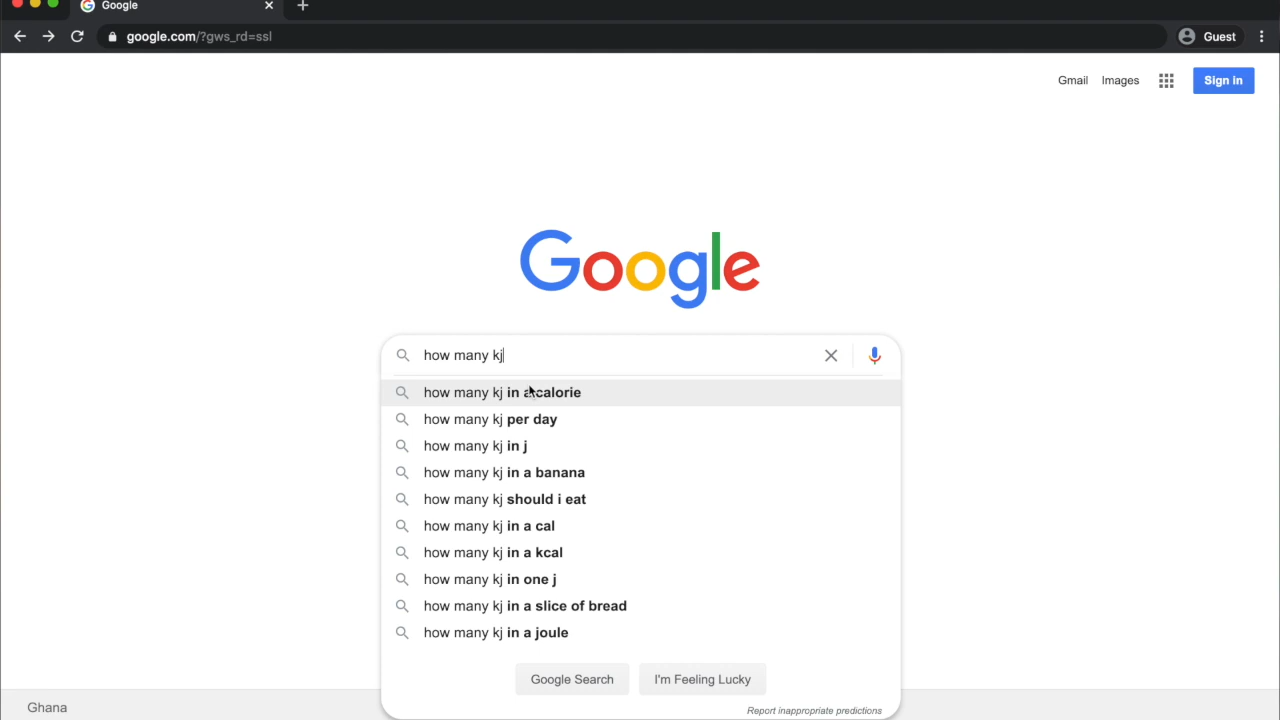 Google
google.com/?gws_rd=ssl
Guest
Gmail Images Sign in
Google
how many kj
how many kj in a calorie
how many kj per day
how many kj in j
how many kj in a banana
how many kj should i eat
how many kj in a cal
how many kj in a kcal
how many kj in one j
how many kj in a slice of bread
how many kj in a joule
Google Search I'm Feeling Lucky
Report inappropriate predictions
Ghana